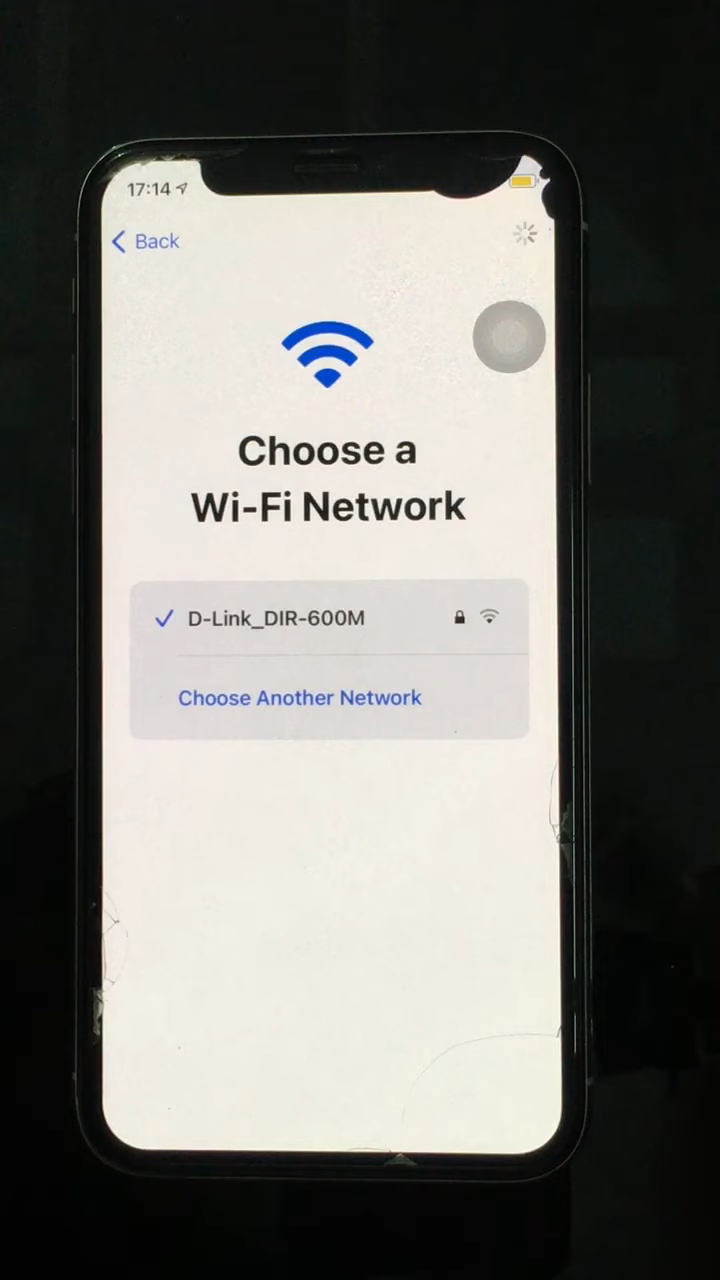 17:14
Back
Choose a
Wi-Fi Network
D-Link_DIR-600M
Choose Another Network